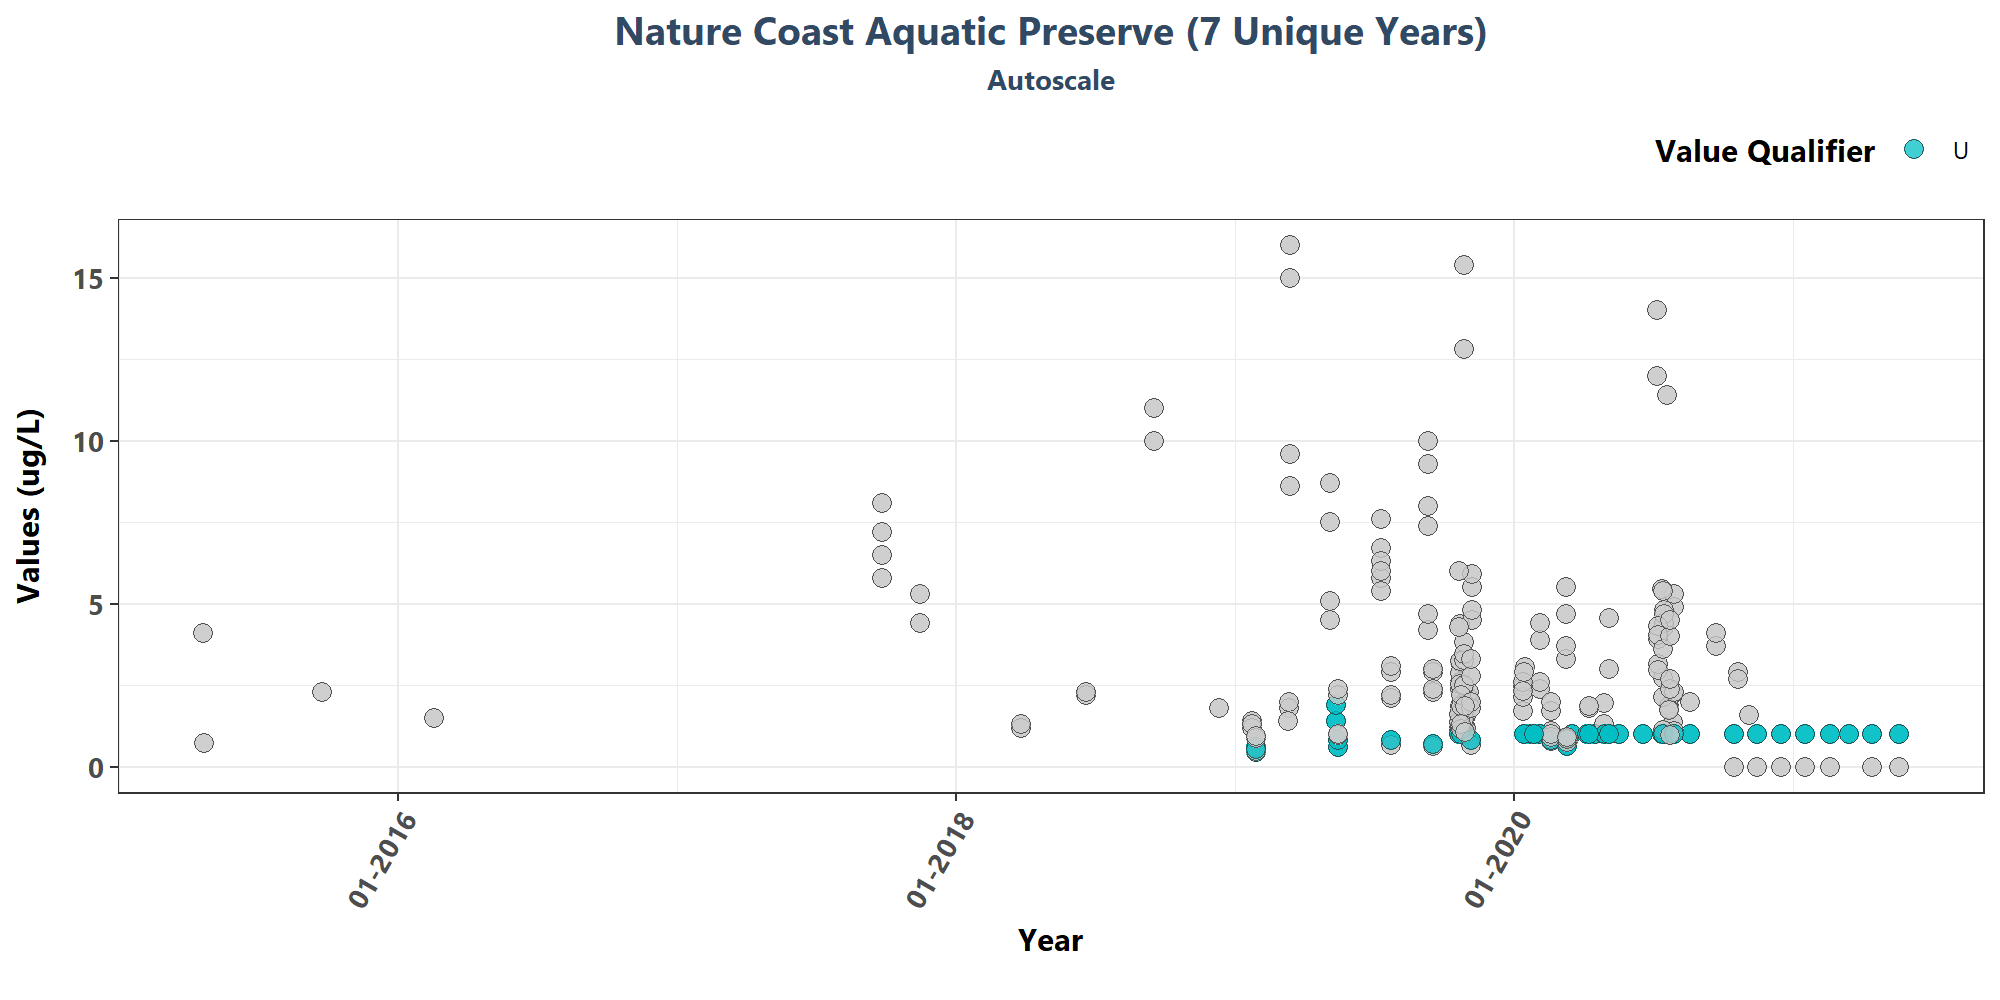 Nature Coast Aquatic Preserve (7 Unique Years)
Autoscale
Value Qualifier U
Values (ug/L)
15
10
5
0
01-2016
01-2018
01-2020
Year